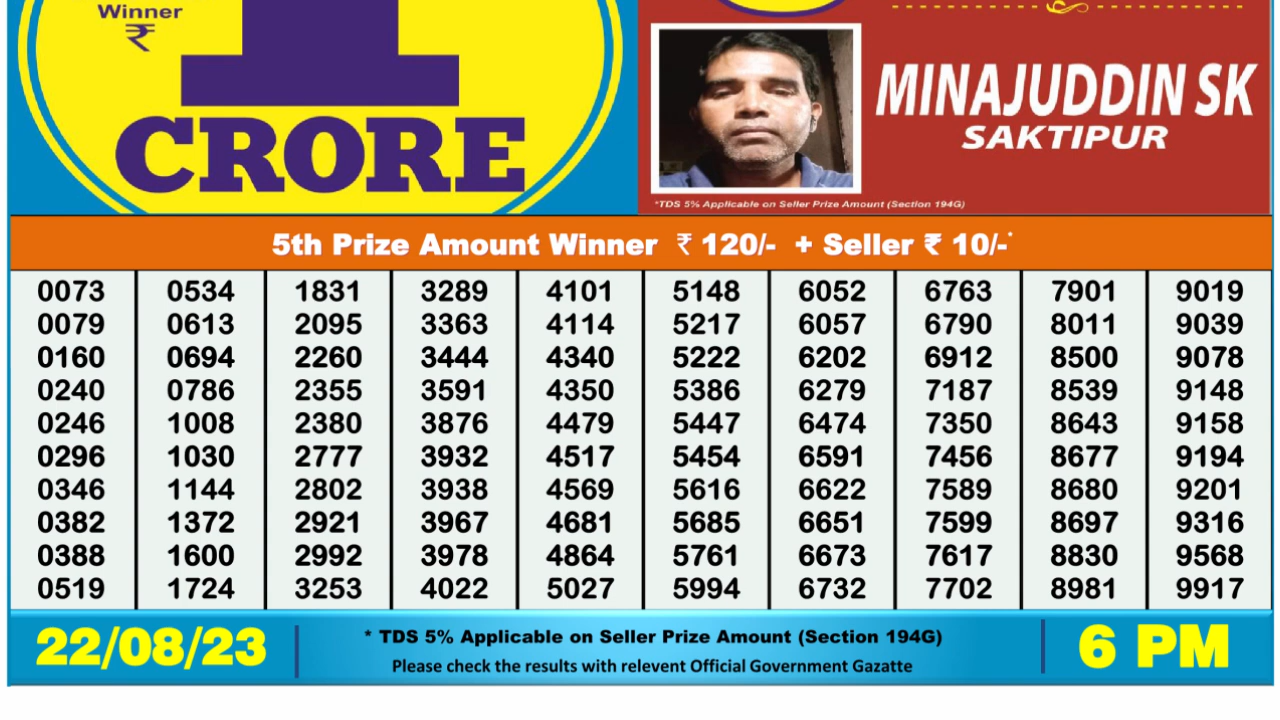 Winner
₹
1
CRORE
MINAJUDDIN SK
SAKTIPUR
*TDS 5% Applicable on Seller Prize Amount (Section 194G)
5th Prize Amount Winner ₹ 120/- + Seller ₹ 10/-*
0073 0534 1831 3289 4101 5148 6052 6763 7901 9019
0079 0613 2095 3363 4114 5217 6057 6790 8011 9039
0160 0694 2260 3444 4340 5222 6202 6912 8500 9078
0240 0786 2355 3591 4350 5386 6279 7187 8539 9148
0246 1008 2380 3876 4479 5447 6474 7350 8643 9158
0296 1030 2777 3932 4517 5454 6591 7456 8677 9194
0346 1144 2802 3938 4569 5616 6622 7589 8680 9201
0382 1372 2921 3967 4681 5685 6651 7599 8697 9316
0388 1600 2992 3978 4864 5761 6673 7617 8830 9568
0519 1724 3253 4022 5027 5994 6732 7702 8981 9917
22/08/23
* TDS 5% Applicable on Seller Prize Amount (Section 194G)
Please check the results with relevent Official Government Gazatte
6 PM